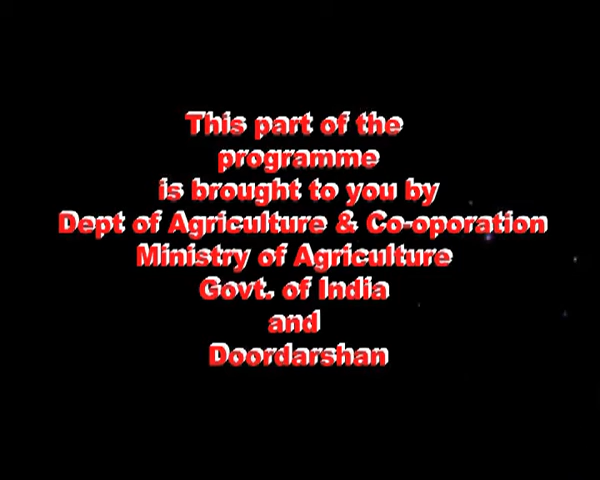 This part of the
programme
is brought to you by
Dept of Agriculture & Co-oporation
Ministry of Agriculture
Govt. of India
and
Doordarshan